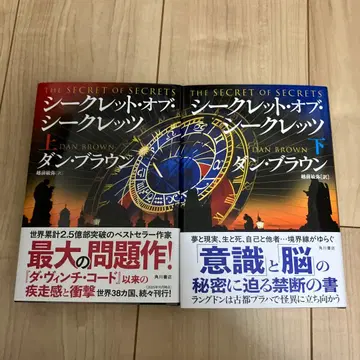 THE SECRET OF SECRETS
シークレット・オブ・
シークレッツ
上
DAN BROWN
ダン・ブラウン
越前敏弥(訳)
世界累計2.5億部突破のベストセラー作家
最大の問題作!
『ダ・ヴィンチ・コード』以来の
疾走感と衝撃
世界38カ国、続々刊行!
角川書店
THE SECRET OF SECRETS
シークレット・オブ・
シークレッツ
下
DAN BROWN
ダン・ブラウン
越前敏弥(訳)
夢と現実、生と死、自己と他者…境界線がゆらぐ
「意識」と「脳」の
秘密に迫る禁断の書
角川書店
ラングドンは古都プラハで怪異に立ち向かう